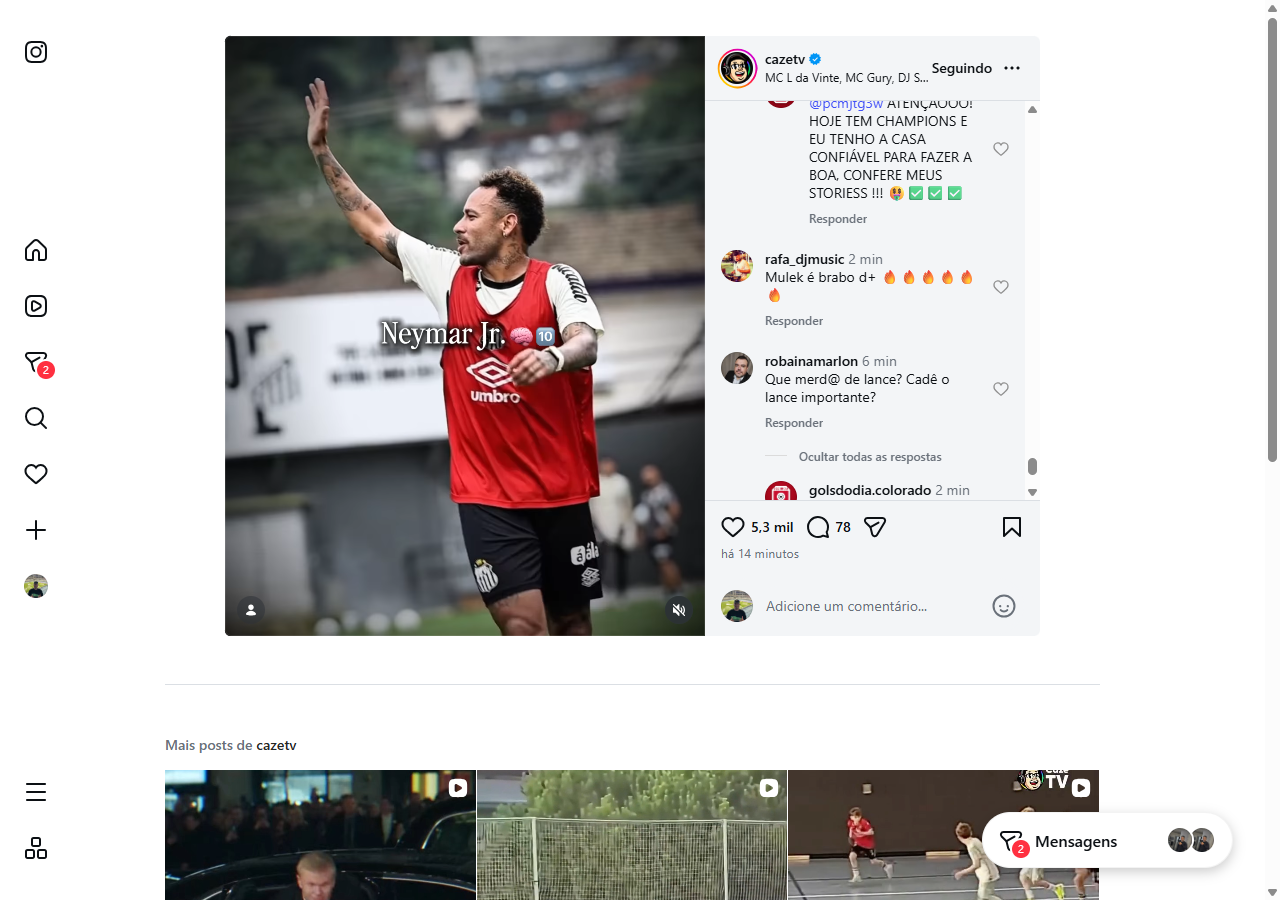 cazetv
MC L da Vinte, MC Gury, DJ S...
Seguindo
@pcmjtg3w ATENÇÃOOO!
HOJE TEM CHAMPIONS E
EU TENHO A CASA
CONFIÁVEL PARA FAZER A
BOA, CONFERE MEUS
STORIESS !!! 🤑 ✅ ✅ ✅
Responder
rafa_djmusic 2 min
Mulek é brabo d+ 🔥 🔥 🔥 🔥 🔥
🔥
Responder
robainamarlon 6 min
Que merd@ de lance? Cadê o
lance importante?
Responder
Ocultar todas as respostas
golsdodia.colorado 2 min
Neymar Jr. 🧠🔟
umbro
5,3 mil
78
há 14 minutos
Adicione um comentário...
2
Mais posts de cazetv
TV
2
Mensagens